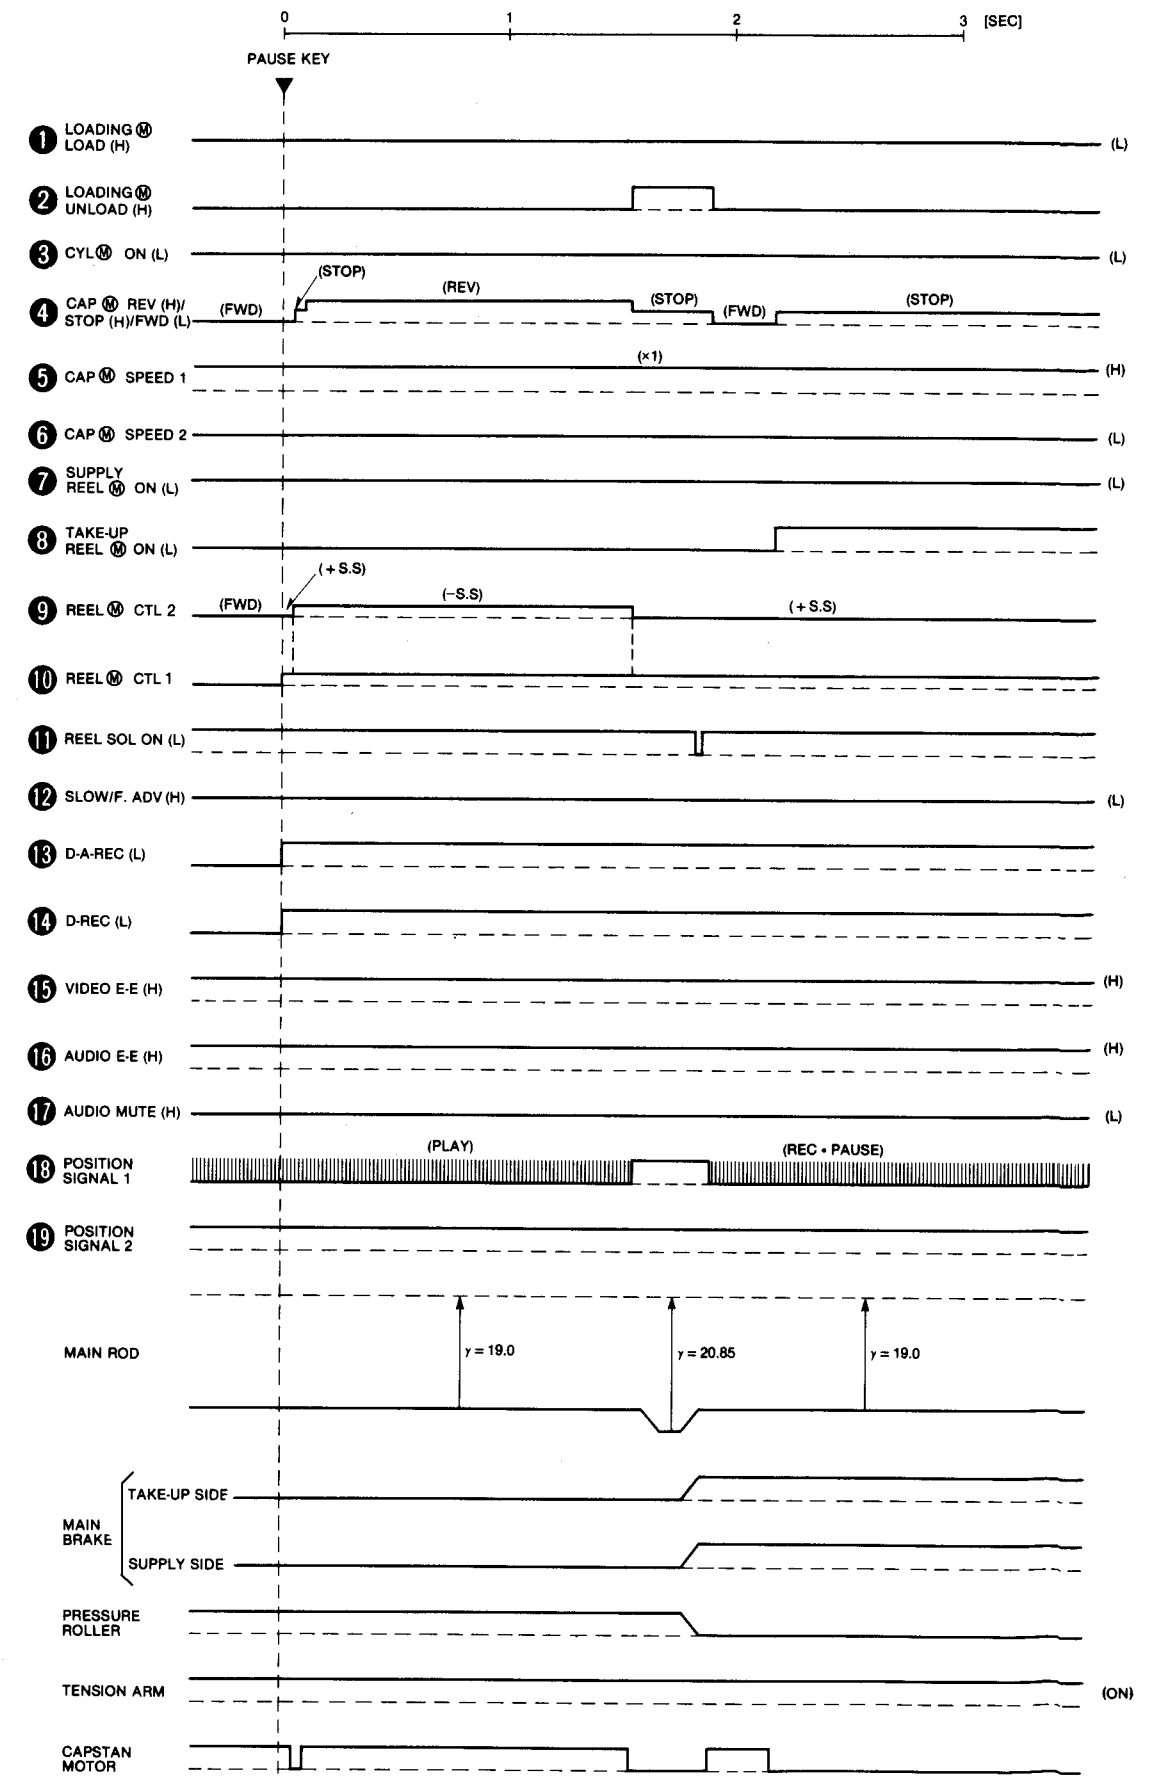 0 1 2 3 [SEC]
PAUSE KEY
1 LOADING Ⓜ
LOAD (H) (L)
2 LOADING Ⓜ
UNLOAD (H)
3 CYL Ⓜ ON (L) (L)
(STOP)
4 CAP Ⓜ REV (H)/
STOP (H)/FWD (L)
(FWD) (REV) (STOP) (FWD) (STOP)
(×1)
5 CAP Ⓜ SPEED 1 (H)
6 CAP Ⓜ SPEED 2 (L)
7 SUPPLY
REEL Ⓜ ON (L) (L)
8 TAKE-UP
REEL Ⓜ ON (L)
(+S.S)
9 REEL Ⓜ CTL 2 (FWD) (−S.S) (+S.S)
10 REEL Ⓜ CTL 1
11 REEL SOL ON (L)
12 SLOW/F. ADV (H) (L)
13 D-A-REC (L)
14 D-REC (L)
15 VIDEO E-E (H) (H)
16 AUDIO E-E (H) (H)
17 AUDIO MUTE (H) (L)
(PLAY) (REC • PAUSE)
18 POSITION
SIGNAL 1
19 POSITION
SIGNAL 2
MAIN ROD γ = 19.0 γ = 20.85 γ = 19.0
TAKE-UP SIDE
MAIN
BRAKE
SUPPLY SIDE
PRESSURE
ROLLER
TENSION ARM (ON)
CAPSTAN
MOTOR